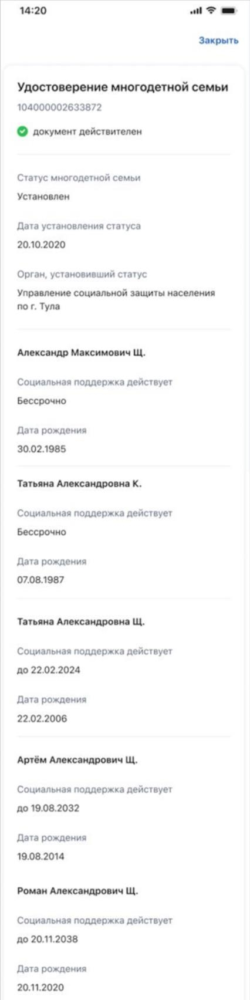 14:20
Закрыть
Удостоверение многодетной семьи
104000002633872
документ действителен
Статус многодетной семьи
Установлен
Дата установления статуса
20.10.2020
Орган, установивший статус
Управление социальной защиты населения
по г. Тула
Александр Максимович Щ.
Социальная поддержка действует
Бессрочно
Дата рождения
30.02.1985
Татьяна Александровна К.
Социальная поддержка действует
Бессрочно
Дата рождения
07.08.1987
Татьяна Александровна Щ.
Социальная поддержка действует
до 22.02.2024
Дата рождения
22.02.2006
Артём Александрович Щ.
Социальная поддержка действует
до 19.08.2032
Дата рождения
19.08.2014
Роман Александрович Щ.
Социальная поддержка действует
до 20.11.2038
Дата рождения
20.11.2020